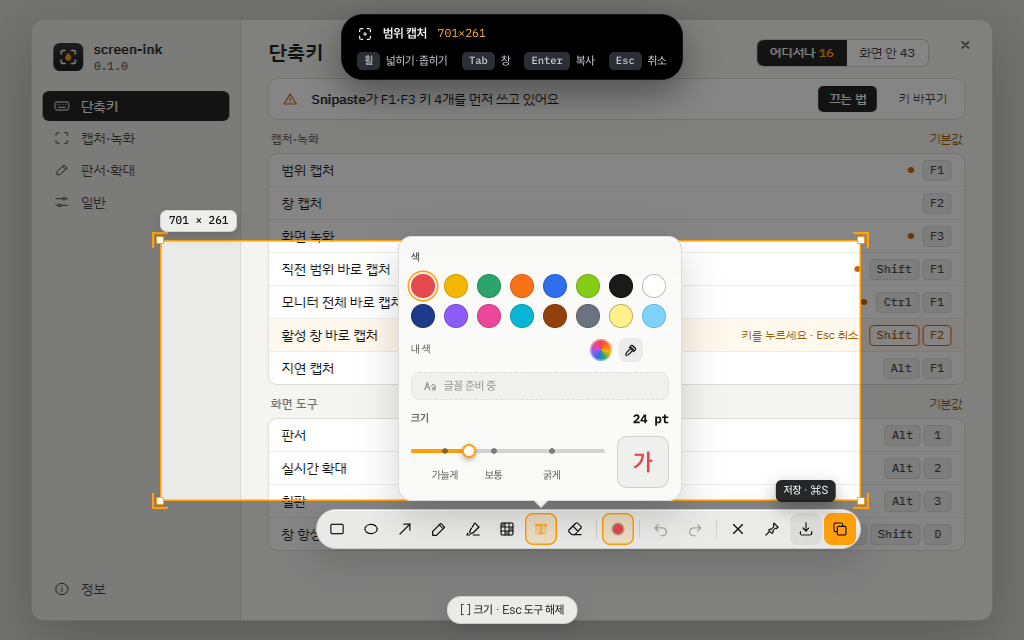 범위 캡처 701×261
휠 넓히기·좁히기 Tab 창 Enter 복사 Esc 취소
screen-ink
0.1.0
단축키
캡처·녹화
판서·확대
일반
정보
단축키
어디서나 16 화면 안 43
Snipaste가 F1·F3 키 4개를 먼저 쓰고 있어요 끄는 법 키 바꾸기
캡처·녹화 기본값
범위 캡처 F1
창 캡처 F2
화면 녹화 F3
701 × 261
직전 범위 바로 캡처 Shift F1
모니터 전체 바로 캡처 Ctrl F1
활성 창 바로 캡처 키를 누르세요 · Esc 취소 Shift F2
지연 캡처 Alt F1
화면 도구 기본값
판서 Alt 1
실시간 확대 Alt 2
칠판 Alt 3
창 항상 Shift D
색
내 색
Aa 글꼴 준비 중
크기 24 pt
가늘게 보통 굵게
가
저장 · ⌘S
T
[ ] 크기 · Esc 도구 해제